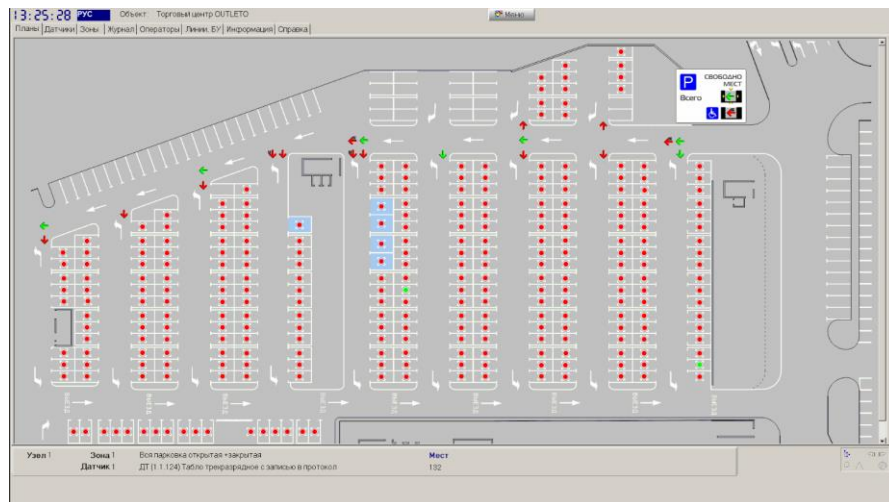 13:25:28 РУС Объект: Торговый центр OUTLETO Меню
Планы Датчики Зоны Журнал Операторы Линии, БУ Информация Справка
P СВОБОДНО МЕСТ
Всего
Узел 1 Зона 1 Вся парковка открытая +закрытая Мест
Датчик 1 ДТ (1.1.124) Табло трехразрядное с записью в протокол 132